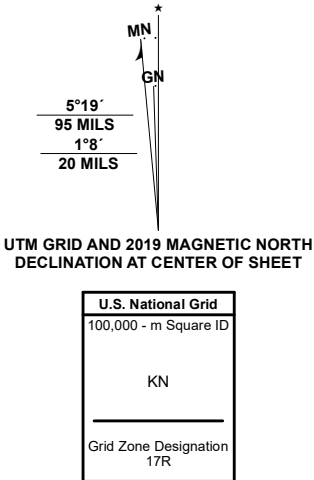 ★
MN
GN
5°19´
95 MILS
1°8´
20 MILS
UTM GRID AND 2019 MAGNETIC NORTH
DECLINATION AT CENTER OF SHEET
U.S. National Grid
100,000 - m Square ID
KN
Grid Zone Designation
17R